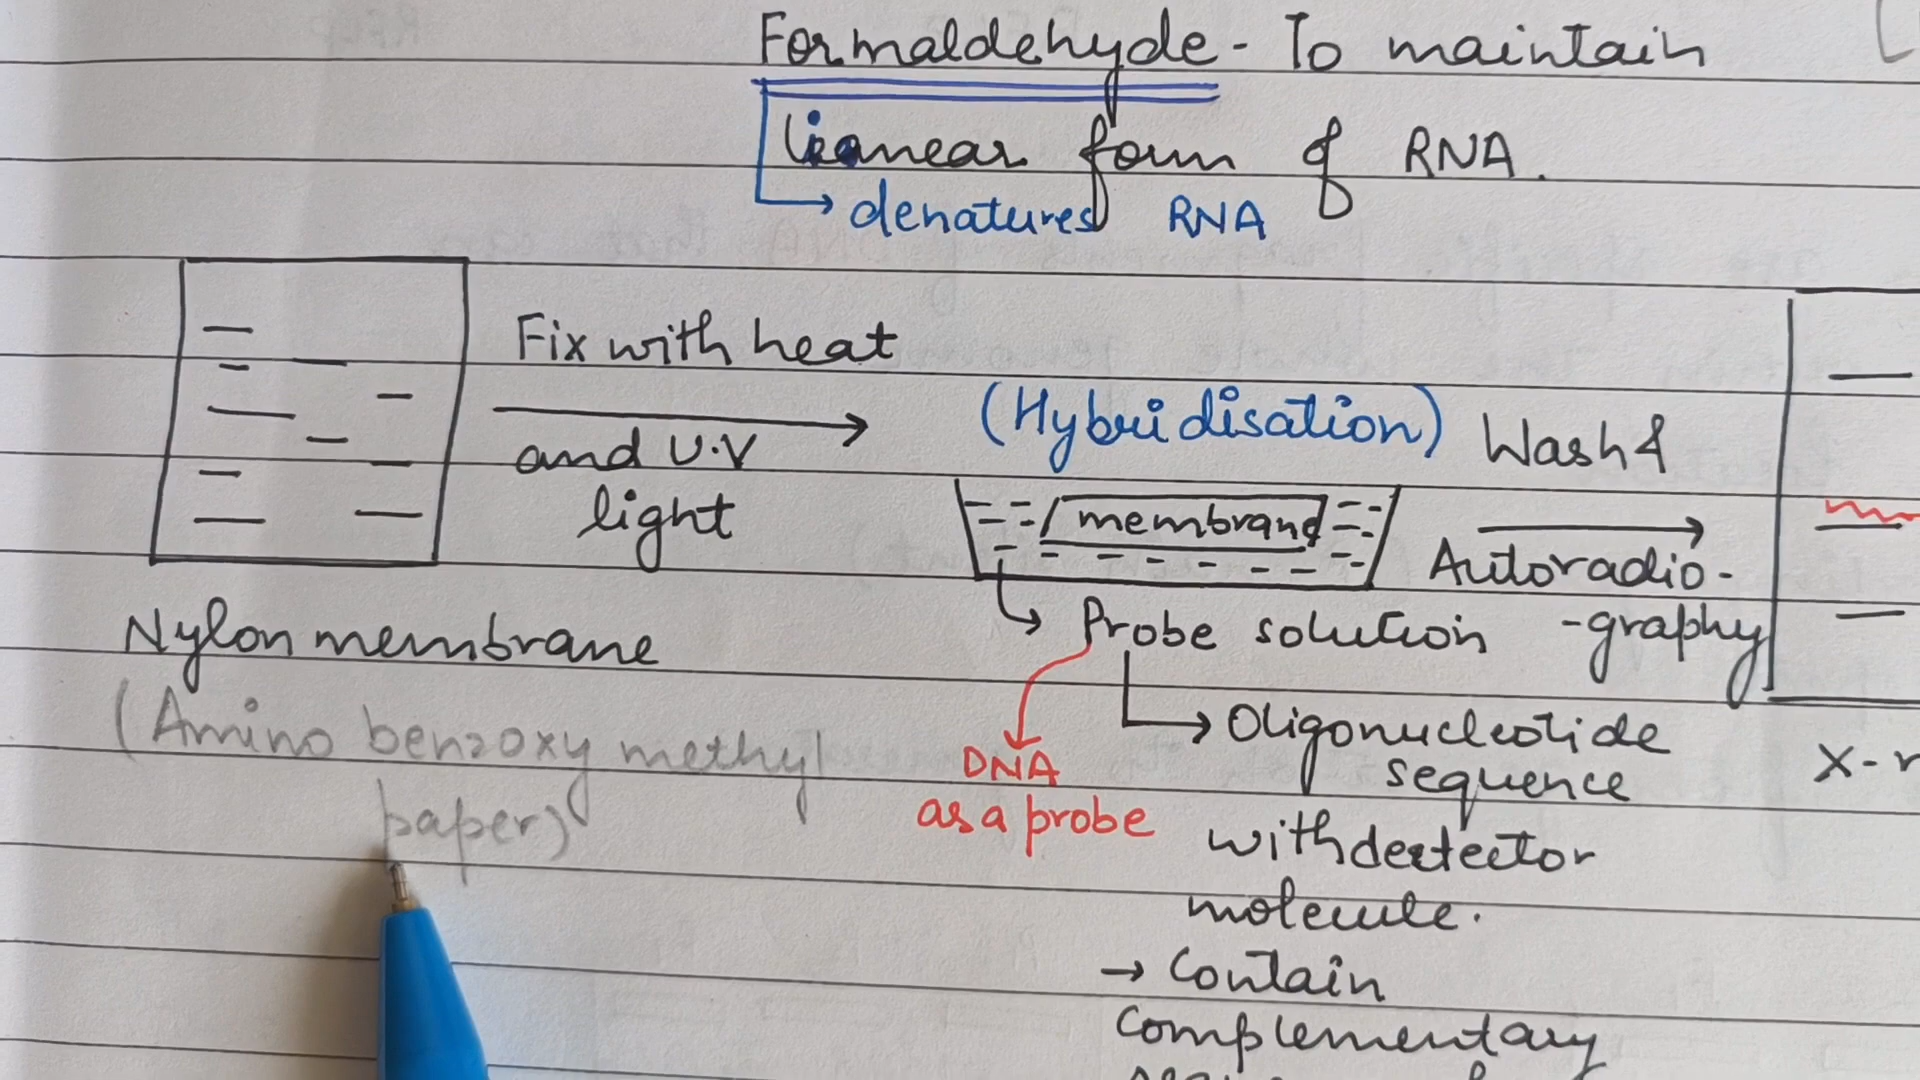 Formaldehyde - To maintain
lianear form of RNA.
→ denatures RNA
Fix with heat
and U.V
light
(Hybridisation)
Wash &
membrane
Autoradio-
-graphy
Nylon membrane
Probe solution
(Amino benzoxy methyl
paper)
DNA
as a probe
→ Oligonucleotide
sequence
with detector
molecule.
→ Contain
complementary
X-r